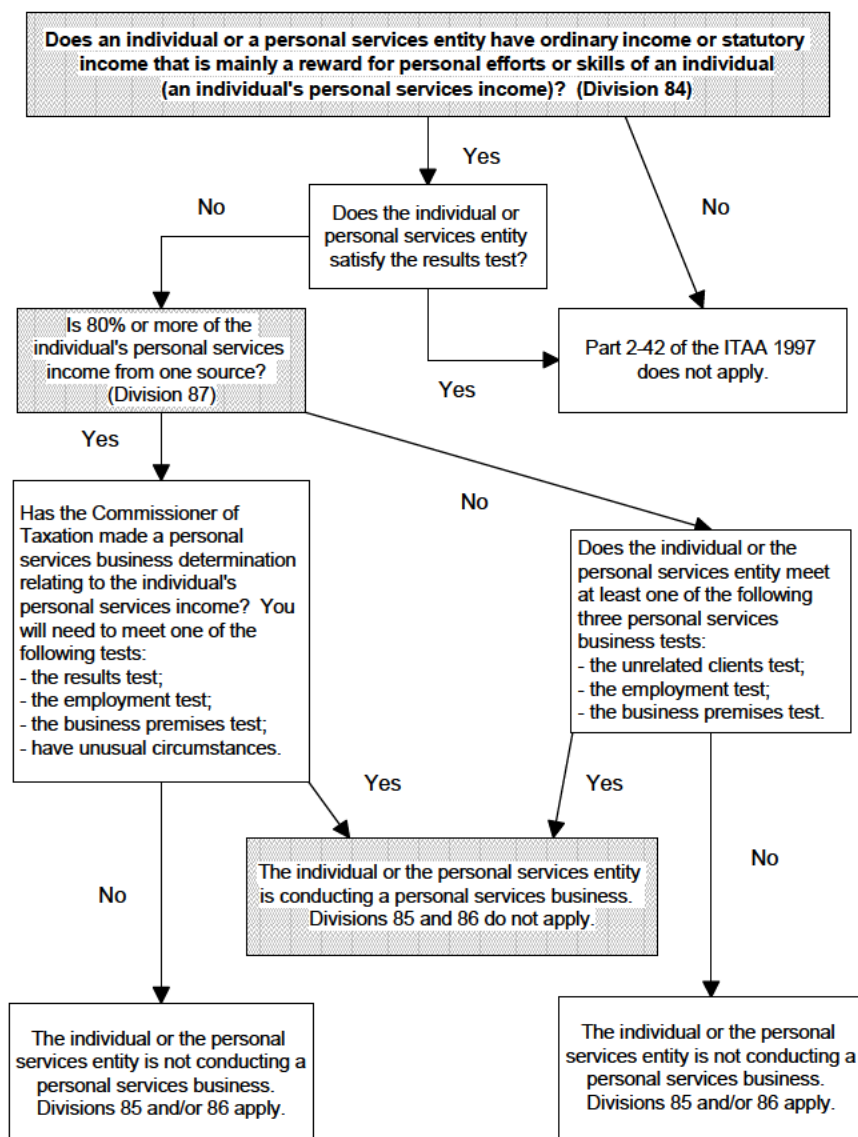 Does an individual or a personal services entity have ordinary income or statutory
income that is mainly a reward for personal efforts or skills of an individual
(an individual's personal services income)? (Division 84)
Yes
No
No
Does the individual or
personal services entity
satisfy the results test?
Is 80% or more of the
individual's personal services
income from one source?
(Division 87)
Yes
Part 2-42 of the ITAA 1997
does not apply.
Yes
No
Has the Commissioner of
Taxation made a personal
services business determination
relating to the individual's
personal services income? You
will need to meet one of the
following tests:
- the results test;
- the employment test;
- the business premises test;
- have unusual circumstances.
Does the individual or the
personal services entity meet
at least one of the following
three personal services
business tests:
- the unrelated clients test;
- the employment test;
- the business premises test.
Yes
Yes
No
No
The individual or the personal services entity
is conducting a personal services business.
Divisions 85 and 86 do not apply.
The individual or the personal
services entity is not conducting a
personal services business.
Divisions 85 and/or 86 apply.
The individual or the personal
services entity is not conducting a
personal services business.
Divisions 85 and/or 86 apply.